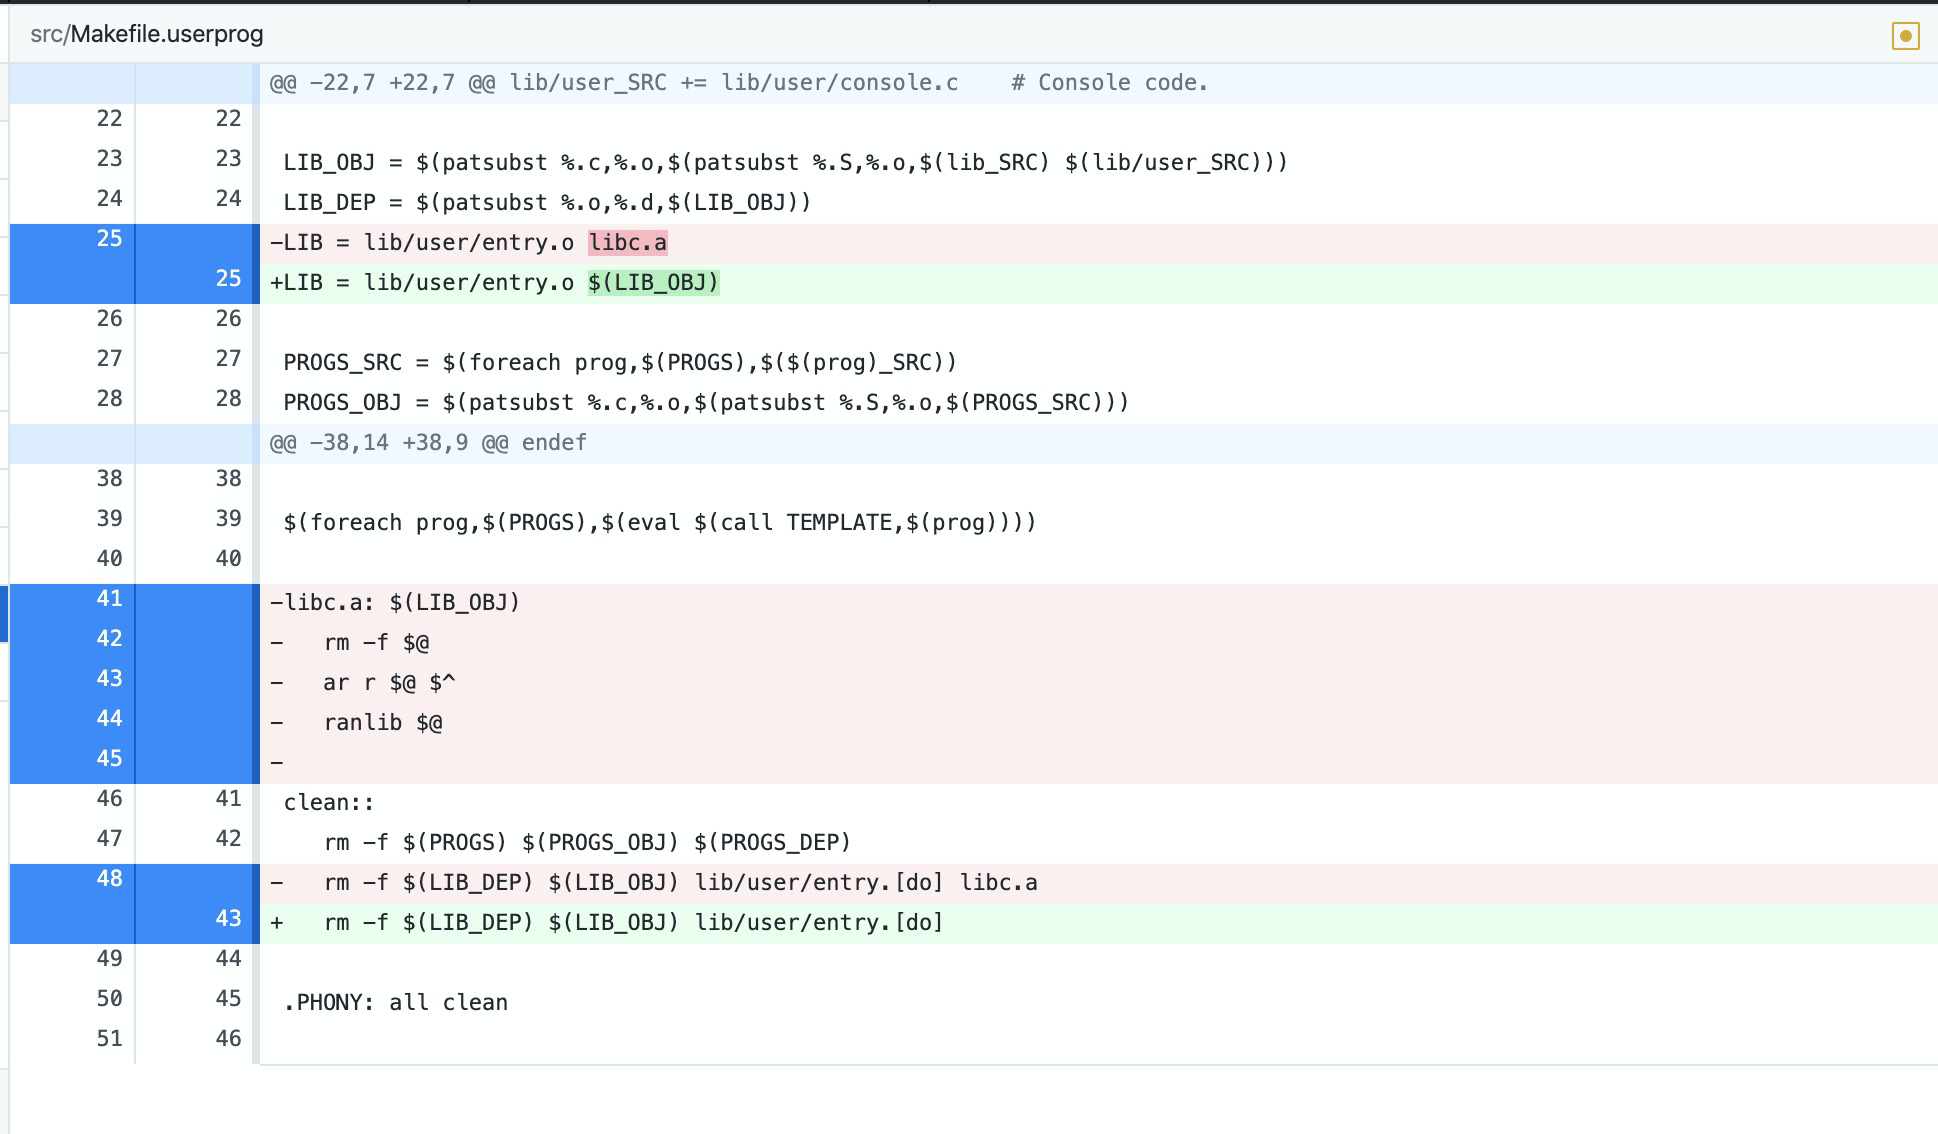 src/Makefile.userprog
@@ -22,7 +22,7 @@ lib/user_SRC += lib/user/console.c    # Console code.
22 22
23 23 LIB_OBJ = $(patsubst %.c,%.o,$(patsubst %.S,%.o,$(lib_SRC) $(lib/user_SRC)))
24 24 LIB_DEP = $(patsubst %.o,%.d,$(LIB_OBJ))
25 -LIB = lib/user/entry.o libc.a
25 +LIB = lib/user/entry.o $(LIB_OBJ)
26 26
27 27 PROGS_SRC = $(foreach prog,$(PROGS),$($(prog)_SRC))
28 28 PROGS_OBJ = $(patsubst %.c,%.o,$(patsubst %.S,%.o,$(PROGS_SRC)))
@@ -38,14 +38,9 @@ endef
38 38
39 39 $(foreach prog,$(PROGS),$(eval $(call TEMPLATE,$(prog))))
40 40
41 -libc.a: $(LIB_OBJ)
42 -   rm -f $@
43 -   ar r $@ $^
44 -   ranlib $@
45 -
46 41 clean::
47 42    rm -f $(PROGS) $(PROGS_OBJ) $(PROGS_DEP)
48 -   rm -f $(LIB_DEP) $(LIB_OBJ) lib/user/entry.[do] libc.a
43 +   rm -f $(LIB_DEP) $(LIB_OBJ) lib/user/entry.[do]
49 44
50 45 .PHONY: all clean
51 46